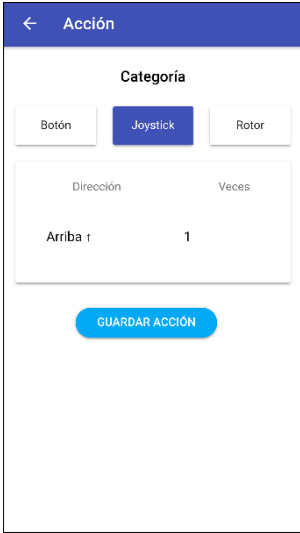 ← Acción
Categoría
Botón Joystick Rotor
Dirección Veces
Arriba ↑ 1
GUARDAR ACCIÓN